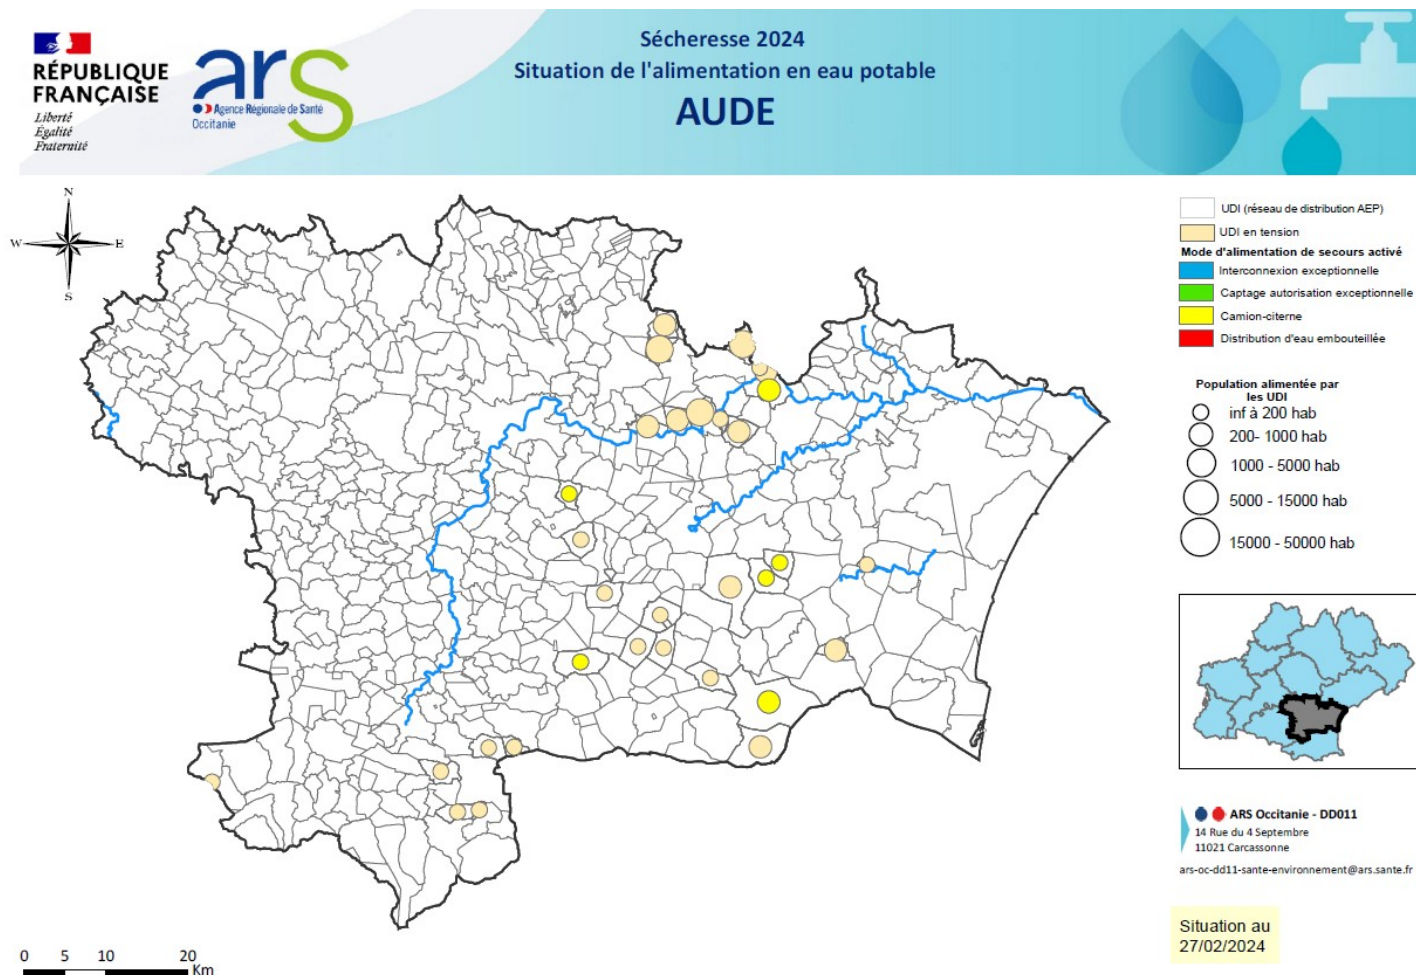 RÉPUBLIQUE
FRANÇAISE
Liberté
Égalité
Fraternité
ars
Agence Régionale de Santé
Occitanie
Sécheresse 2024
Situation de l'alimentation en eau potable
AUDE
N
W
E
S
UDI (réseau de distribution AEP)
UDI en tension
Mode d'alimentation de secours activé
Interconnexion exceptionnelle
Captage autorisation exceptionnelle
Camion-citerne
Distribution d'eau embouteillée
Population alimentée par
les UDI
inf à 200 hab
200- 1000 hab
1000 - 5000 hab
5000 - 15000 hab
15000 - 50000 hab
ARS Occitanie - DD011
14 Rue du 4 Septembre
11021 Carcassonne
ars-oc-dd11-sante-environnement@ars.sante.fr
Situation au
27/02/2024
0 5 10 20
Km